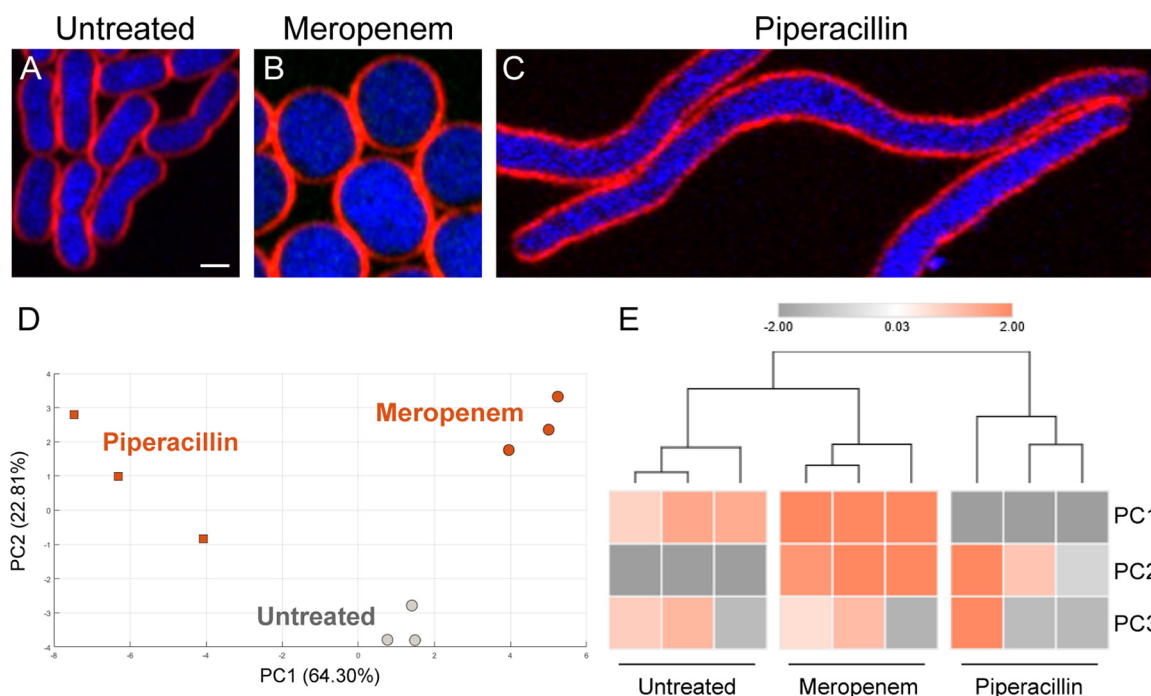 Untreated Meropenem Piperacillin
A B C
D
4
3
2
1
0
-1
-2
-3
-4
-8 -6 -4 -2 0 2 4 6
PC2 (22.81%)
PC1 (64.30%)
Piperacillin
Meropenem
Untreated
E
-2.00 0.03 2.00
PC1
PC2
PC3
Untreated Meropenem Piperacillin